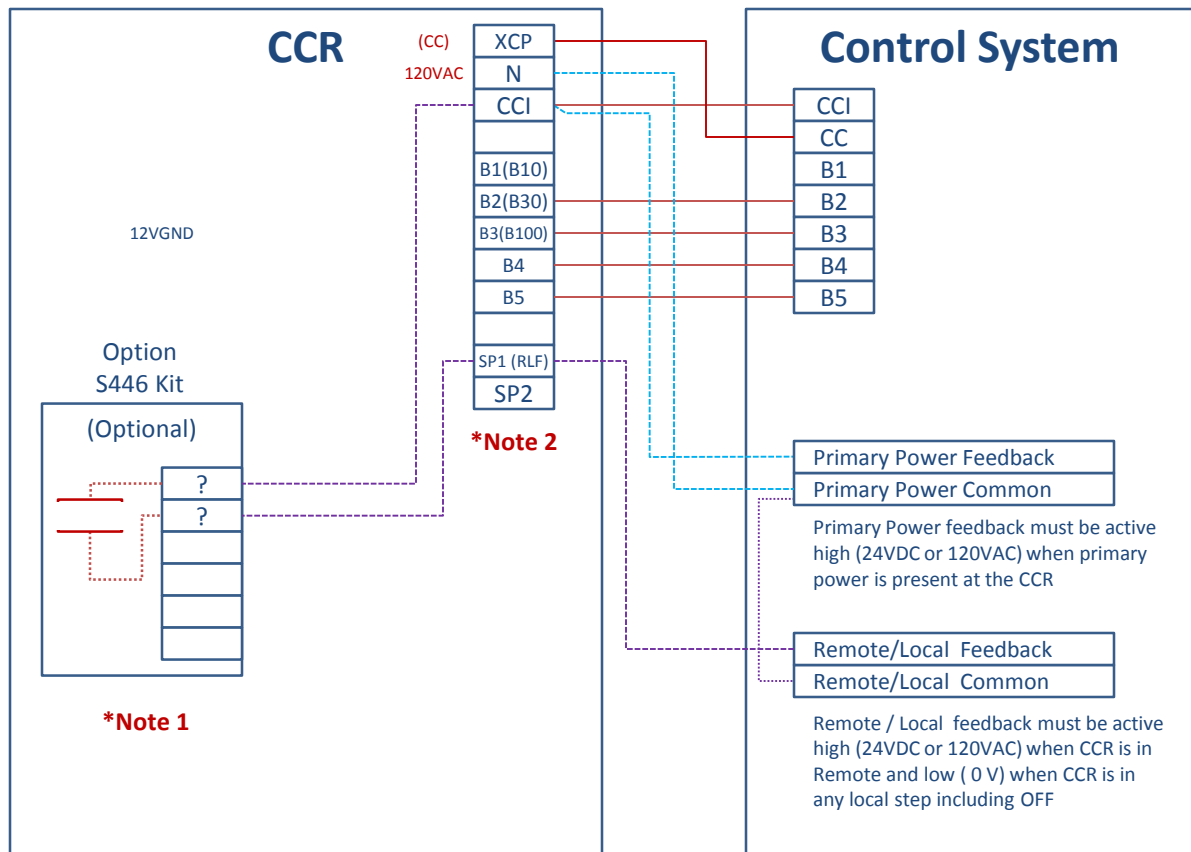 CCR
Control System
(CC)
120VAC
XCP
N
CCI
B1(B10)
B2(B30)
B3(B100)
B4
B5
SP1 (RLF)
SP2
*Note 2
12VGND
Option
S446 Kit
(Optional)
?
?
*Note 1
CCI
CC
B1
B2
B3
B4
B5
Primary Power Feedback
Primary Power Common
Primary Power feedback must be active
high (24VDC or 120VAC) when primary
power is present at the CCR
Remote/Local Feedback
Remote/Local Common
Remote / Local feedback must be active
high (24VDC or 120VAC) when CCR is in
Remote and low ( 0 V) when CCR is in
any local step including OFF